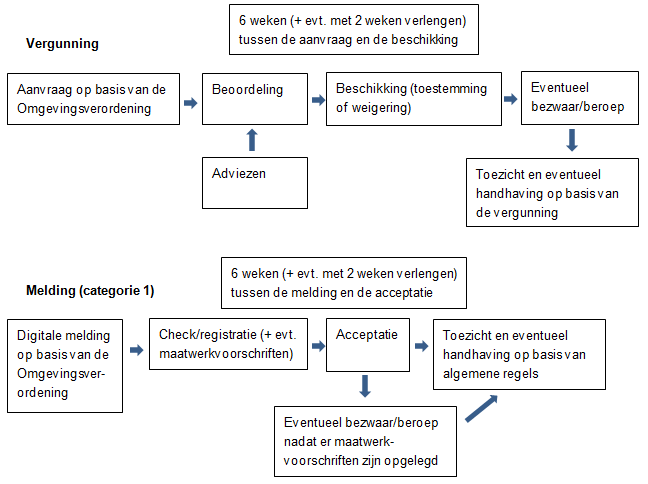 6 weken (+ evt. met 2 weken verlengen)
tussen de aanvraag en de beschikking
Vergunning
Aanvraag op basis van de
Omgevingsverordening
Beoordeling
Beschikking (toestemming
of weigering)
Eventueel
bezwaar/beroep
Adviezen
Toezicht en eventueel
handhaving op basis van
de vergunning
6 weken (+ evt. met 2 weken verlengen)
tussen de melding en de acceptatie
Melding (categorie 1)
Digitale melding
op basis van de
Omgevingsver-
ordening
Check/registratie (+ evt.
maatwerkvoorschriften)
Acceptatie
Toezicht en eventueel
handhaving op basis van
algemene regels
Eventueel bezwaar/beroep
nadat er maatwerk-
voorschriften zijn opgelegd